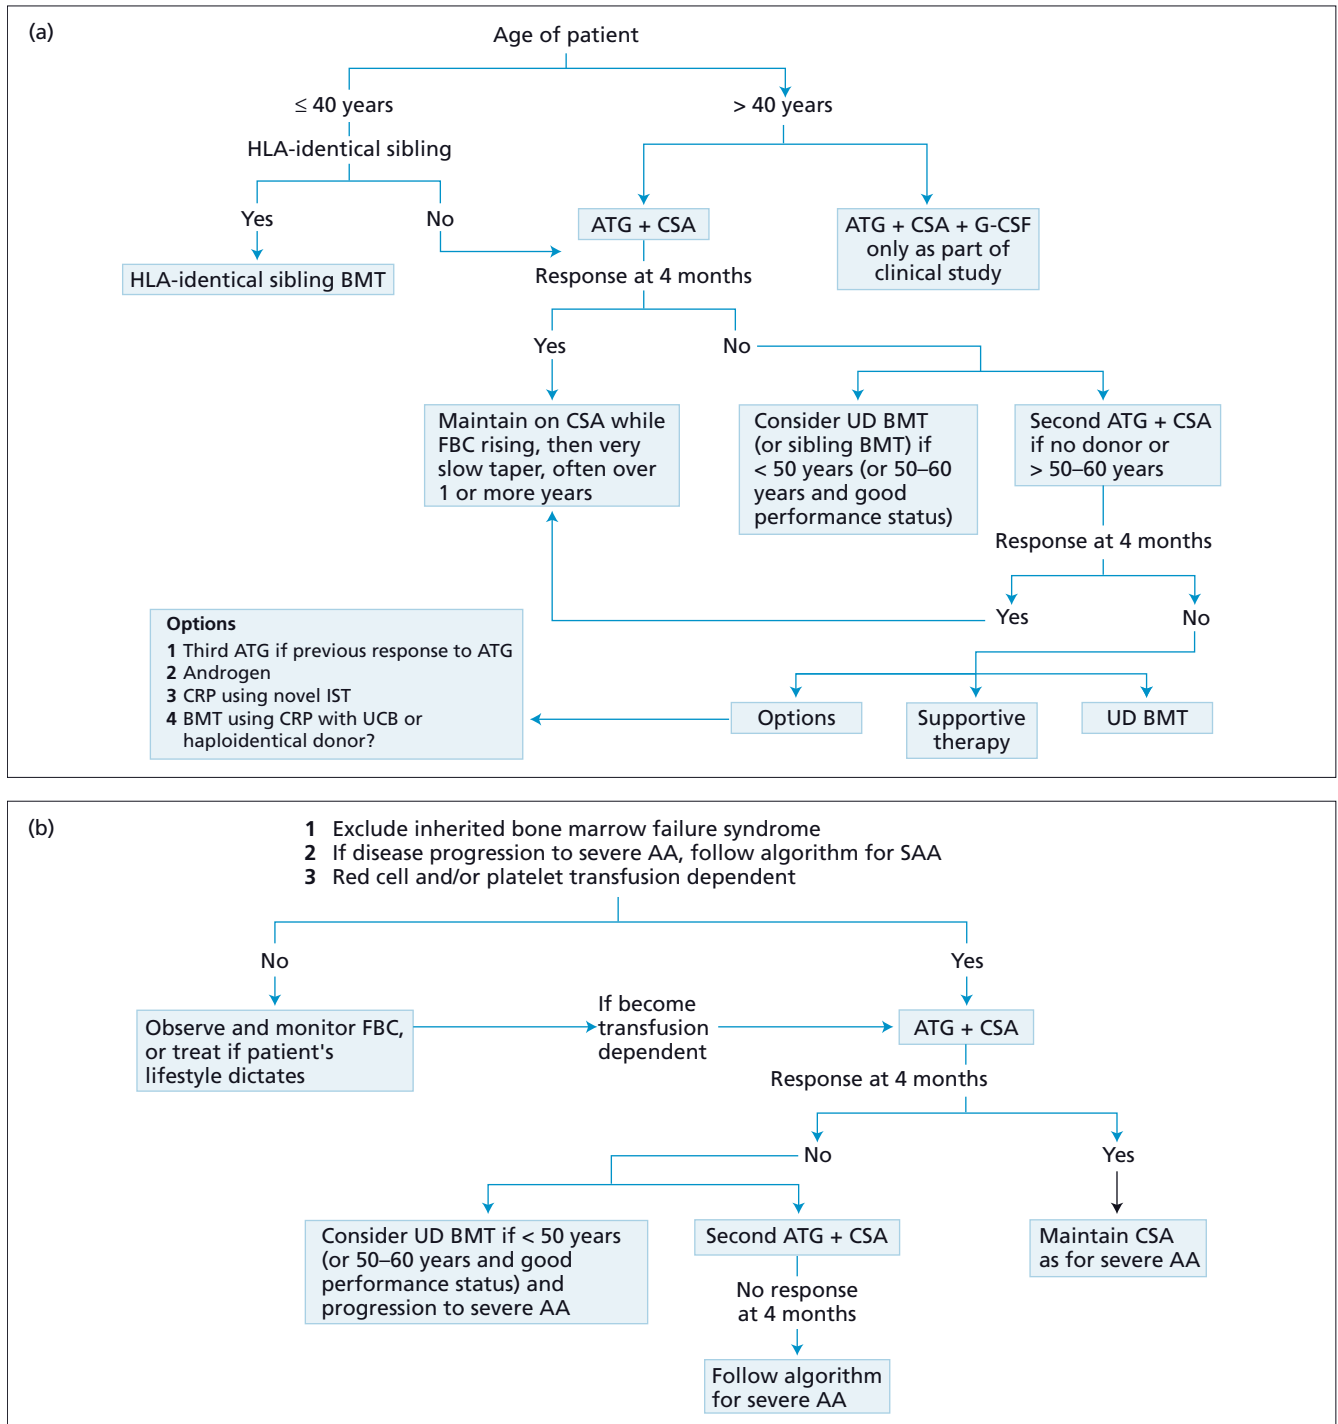 (a)
Age of patient
≤ 40 years
> 40 years
HLA-identical sibling
Yes
No
ATG + CSA
ATG + CSA + G-CSF
only as part of
clinical study
HLA-identical sibling BMT
Response at 4 months
Yes
No
Maintain on CSA while
FBC rising, then very
slow taper, often over
1 or more years
Consider UD BMT
(or sibling BMT) if
< 50 years (or 50–60
years and good
performance status)
Second ATG + CSA
if no donor or
> 50–60 years
Response at 4 months
Yes
No
Options
1 Third ATG if previous response to ATG
2 Androgen
3 CRP using novel IST
4 BMT using CRP with UCB or
haploidentical donor?
Options
Supportive
therapy
UD BMT
(b)
1 Exclude inherited bone marrow failure syndrome
2 If disease progression to severe AA, follow algorithm for SAA
3 Red cell and/or platelet transfusion dependent
No
Yes
Observe and monitor FBC,
or treat if patient's
lifestyle dictates
If become
transfusion
dependent
ATG + CSA
Response at 4 months
No
Yes
Consider UD BMT if < 50 years
(or 50–60 years and good
performance status) and
progression to severe AA
Second ATG + CSA
Maintain CSA
as for severe AA
No response
at 4 months
Follow algorithm
for severe AA